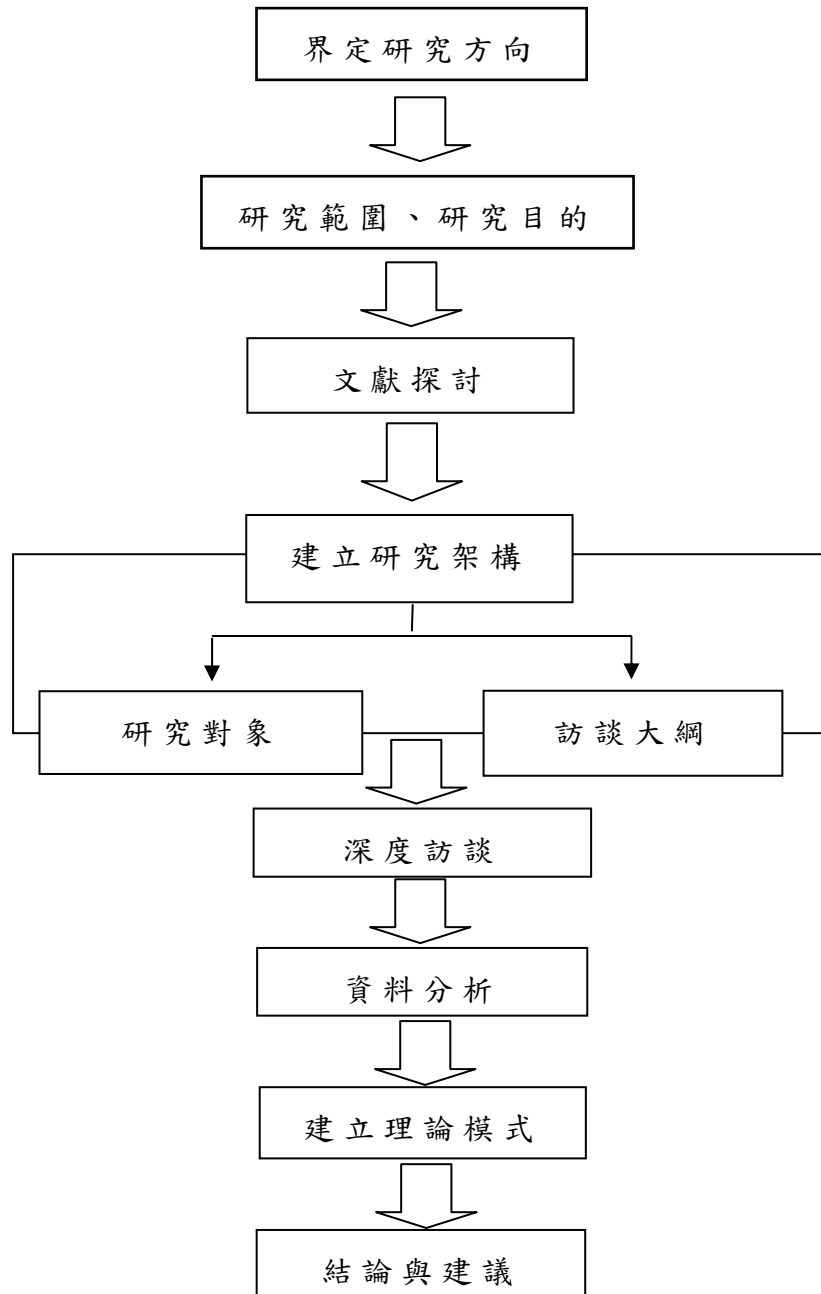 界定研究方向
研究範圍、研究目的
文獻探討
建立研究架構
研究對象
訪談大綱
深度訪談
資料分析
建立理論模式
結論與建議